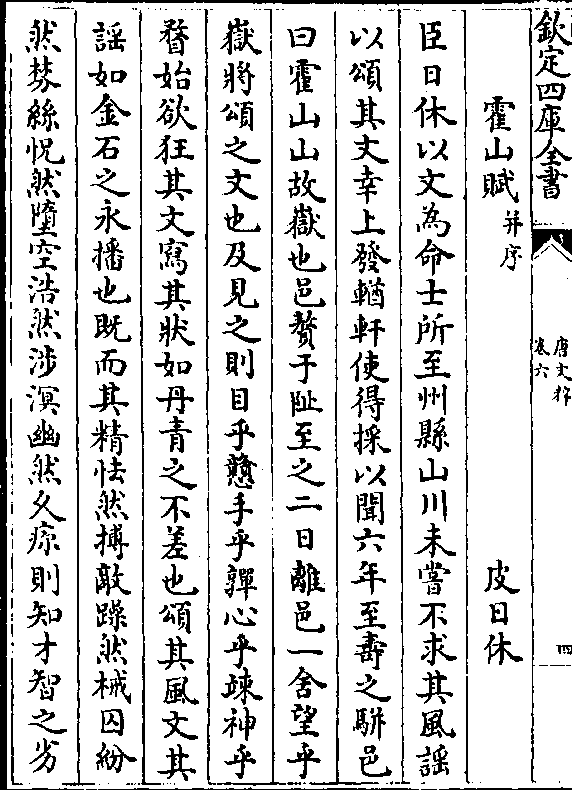 欽定四庫全書
唐文粹
卷六
四
霍山賦并序
皮日休
臣日休以文為命士所至州縣山川未嘗不求其風謡
以頌其文幸上發輶軒使得採以聞六年至壽之駢邑
曰霍山山故嶽也邑贅于阯至之二日離邑一舍望乎
嶽將頌之文也及見之則目乎戆手乎嚲心乎竦神乎
瞀始欲狂其文寫其狀如丹青之不差也頌其風文其
謡如金石之永播也既而其精怯然搏敵躁然械囚紛
然棼絲怳然墮空浩然涉溟幽然久瘵則知才智之劣